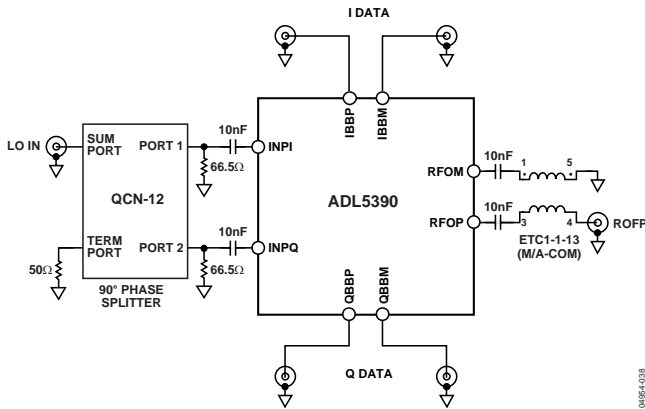 I DATA
LO IN
SUM
PORT
PORT 1
10nF
66.5Ω
QCN-12
TERM
PORT
PORT 2
10nF
66.5Ω
50Ω
90° PHASE
SPLITTER
IBBP
IBBM
INPI
INPQ
ADL5390
RFOM
RFOP
QBBP
QBBM
10nF
1
5
10nF
3
4
ROFP
ETC1-1-13
(M/A-COM)
Q DATA
04954-038